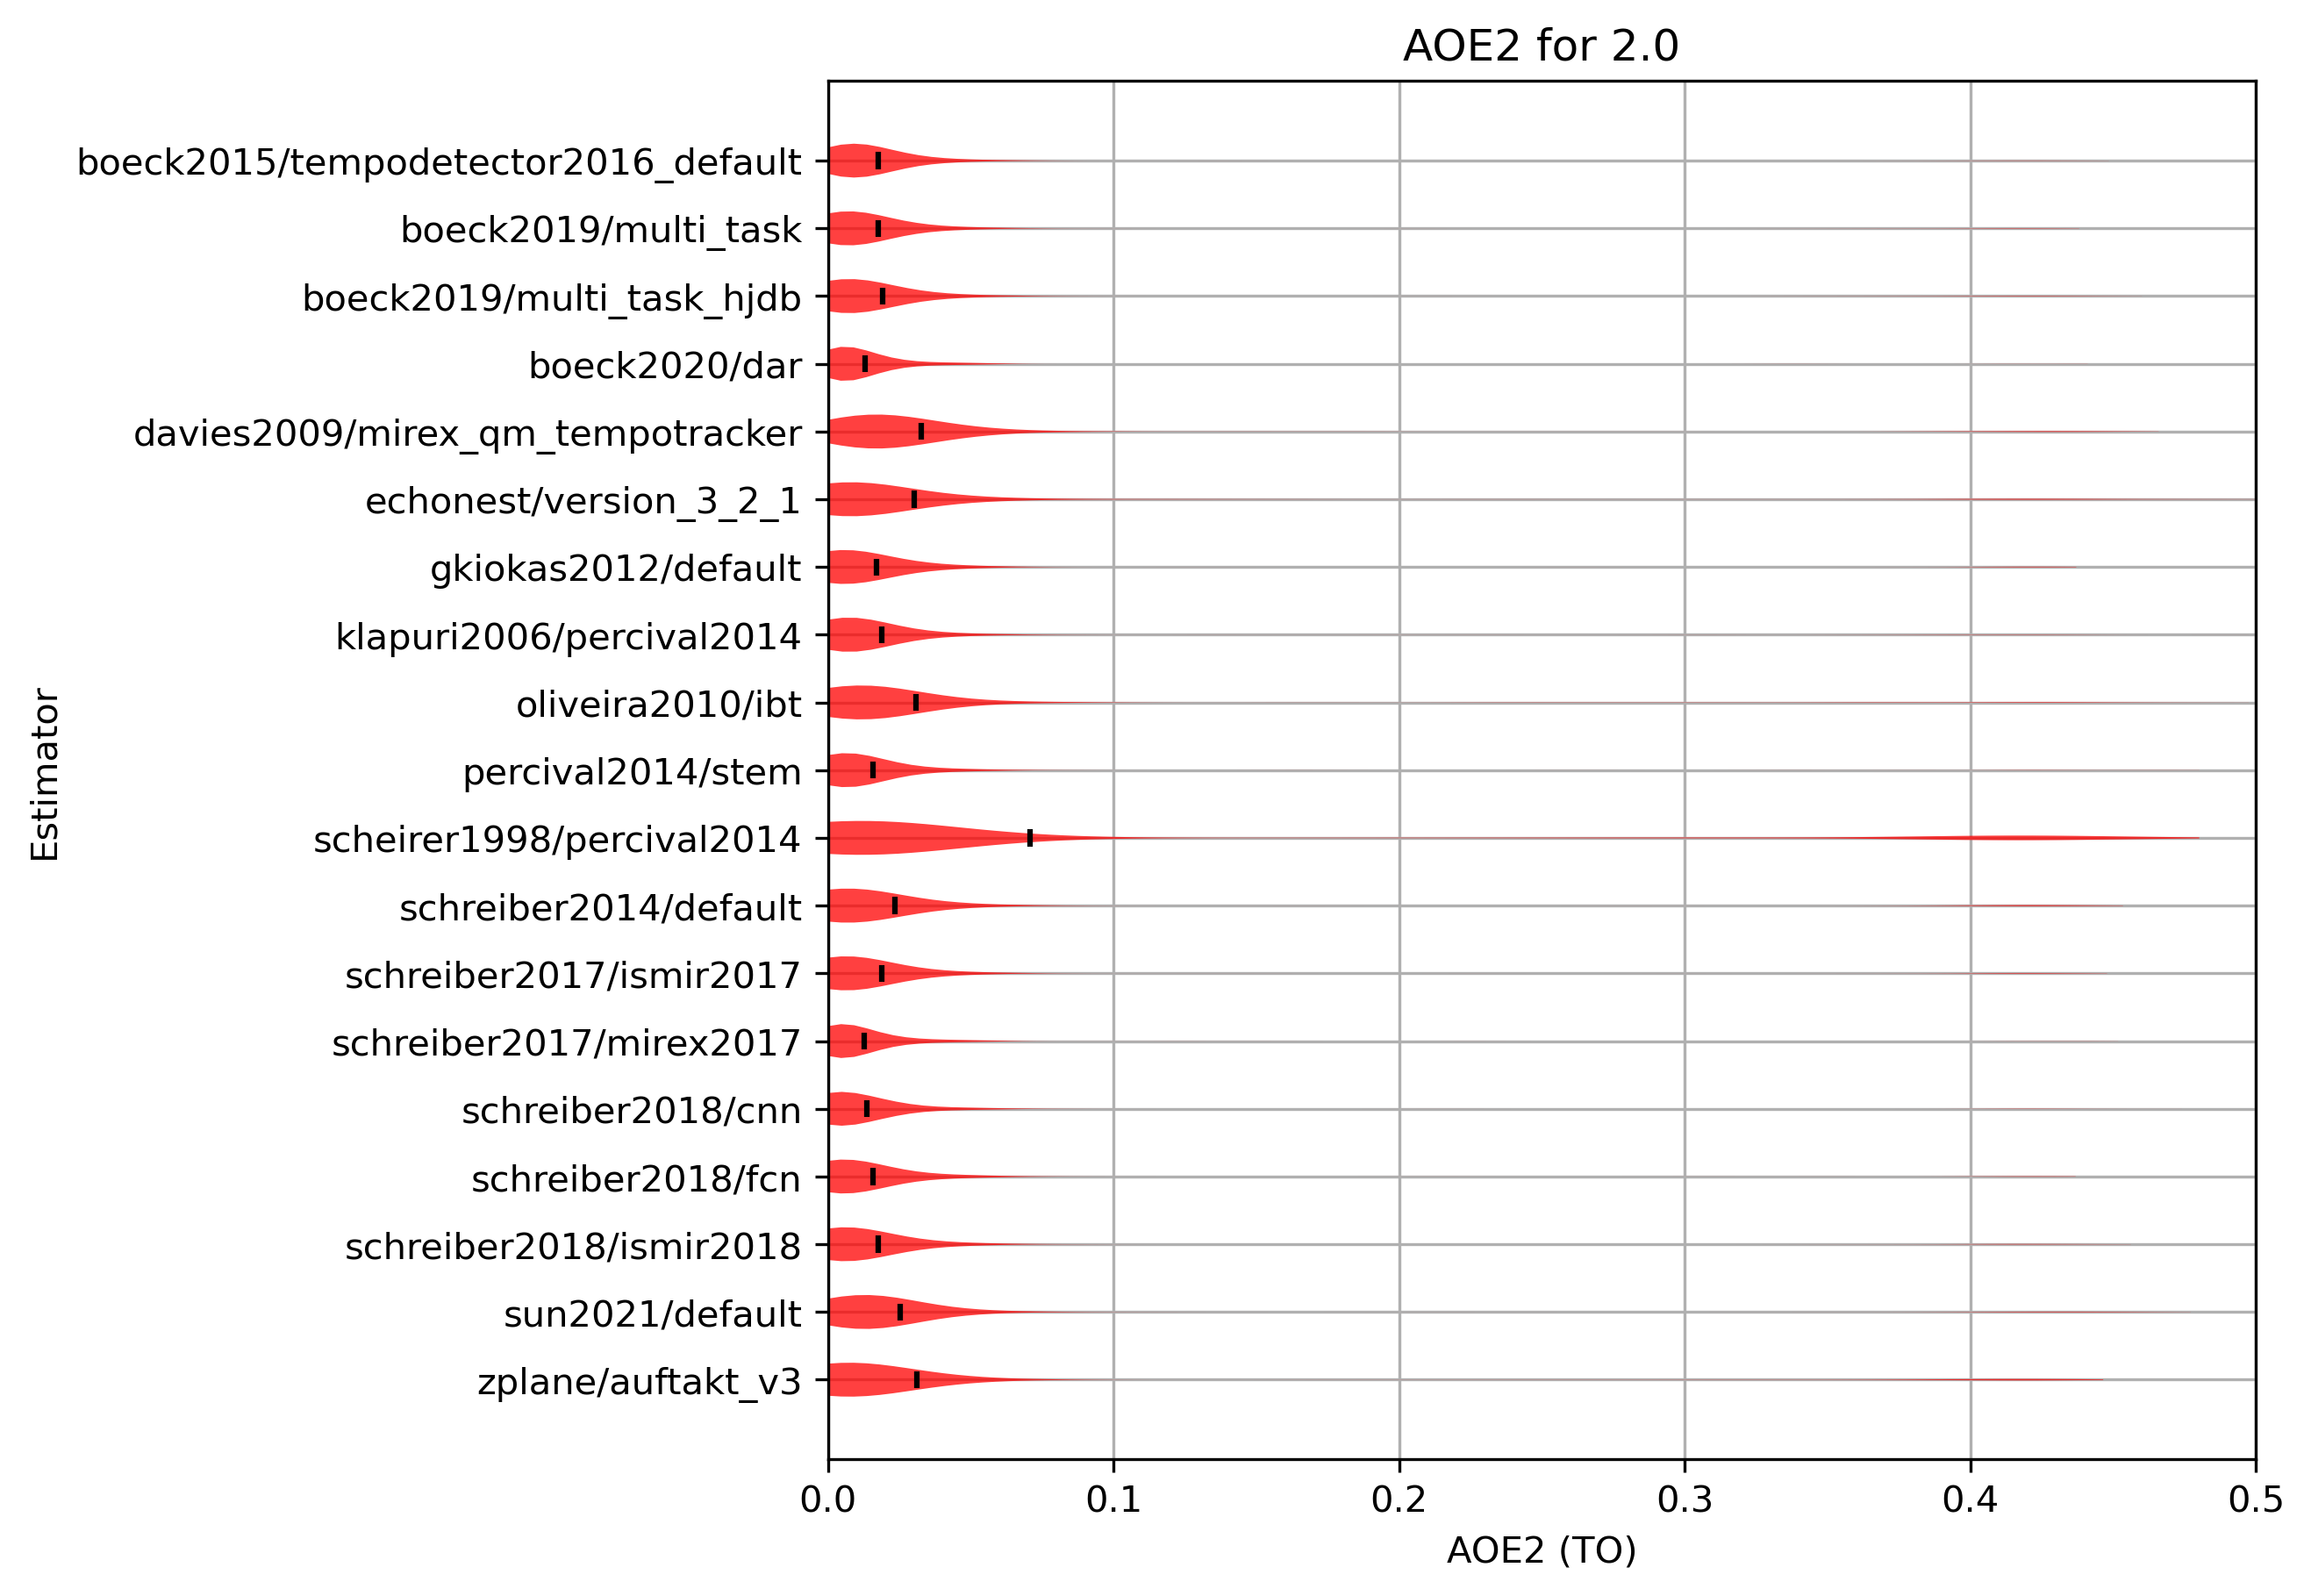 AOE2 for 2.0
boeck2015/tempodetector2016_default
boeck2019/multi_task
boeck2019/multi_task_hjdb
boeck2020/dar
davies2009/mirex_qm_tempotracker
echonest/version_3_2_1
gkiokas2012/default
klapuri2006/percival2014
oliveira2010/ibt
percival2014/stem
scheirer1998/percival2014
schreiber2014/default
schreiber2017/ismir2017
schreiber2017/mirex2017
schreiber2018/cnn
schreiber2018/fcn
schreiber2018/ismir2018
sun2021/default
zplane/auftakt_v3
Estimator
0.0 0.1 0.2 0.3 0.4 0.5
AOE2 (TO)